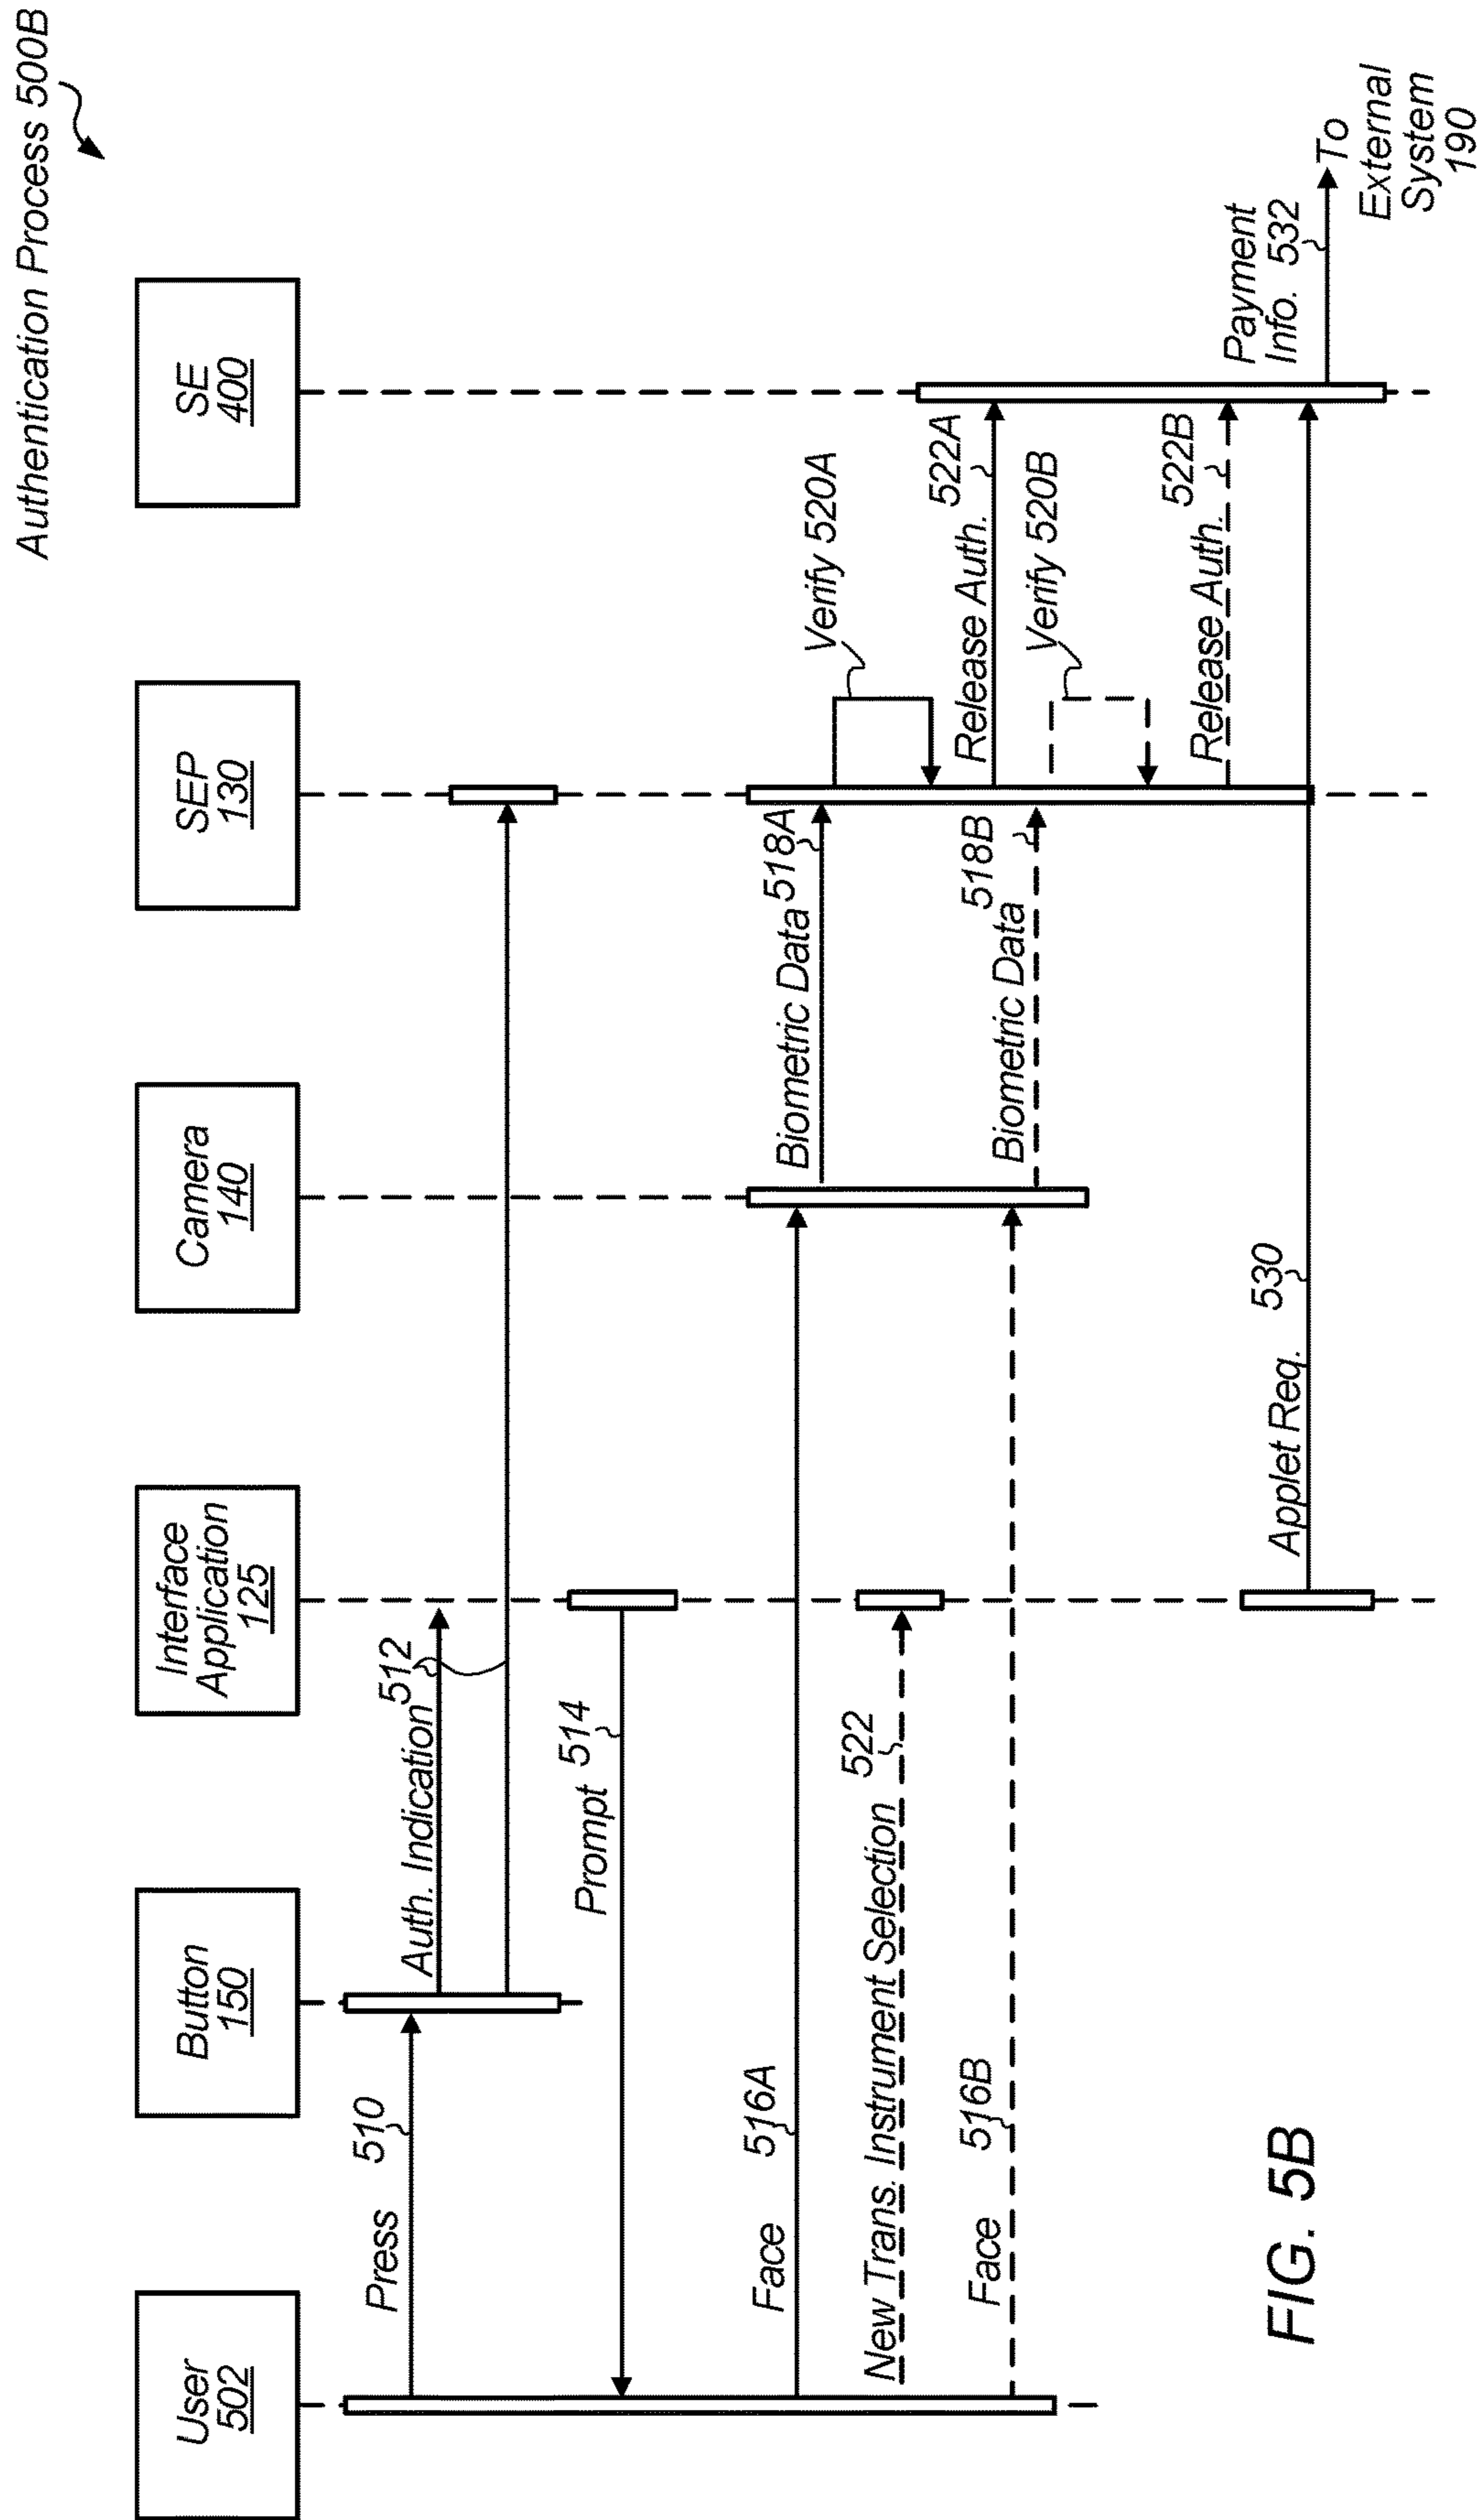 Authentication Process 500B
User
502
Button
150
Interface
Application
125
Camera
140
SEP
130
SE
400
Press 510
Auth. Indication 512
Prompt 514
Face 516A
Biometric Data 518A
Verify 520A
New Trans. Instrument Selection 522
Release Auth. 522A
Face 516B
Biometric Data 518B
Verify 520B
Release Auth. 522B
Applet Req. 530
Payment
Info. 532
To
External
System
190
FIG. 5B